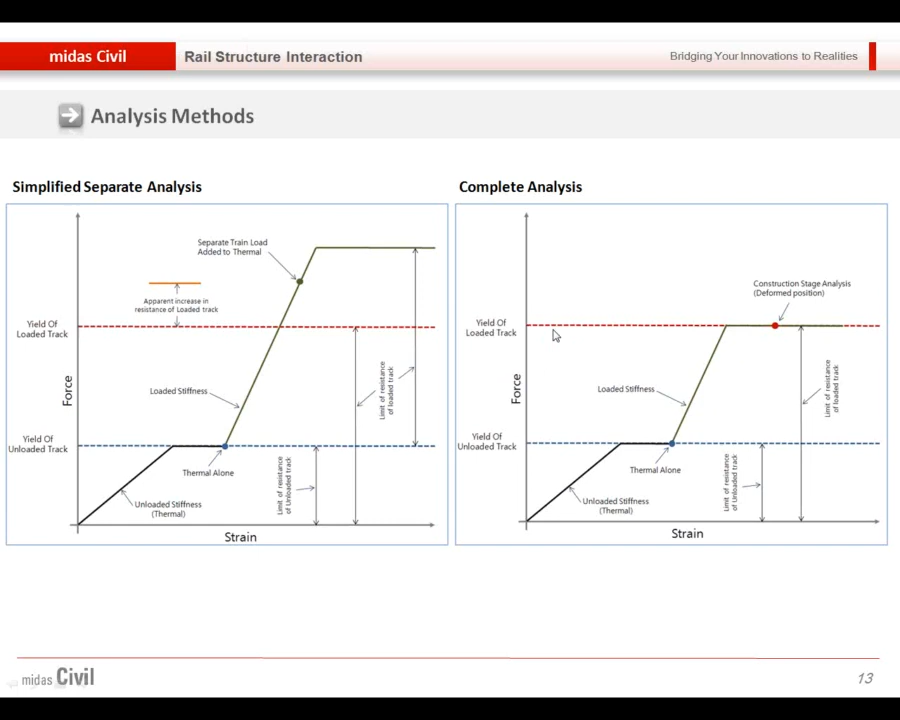 midas Civil
Rail Structure Interaction
Bridging Your Innovations to Realities
Analysis Methods
Simplified Separate Analysis
Separate Train Load
Added to Thermal
Apparent increase in
resistance of Loaded track
Yield Of
Loaded Track
Force
Loaded Stiffness
Limit of resistance
of loaded track
Yield Of
Unloaded Track
Thermal Alone
Limit of resistance
of Unloaded track
Unloaded Stiffness
(Thermal)
Strain
Complete Analysis
Construction Stage Analysis
(Deformed position)
Yield Of
Loaded Track
Force
Loaded Stiffness
Limit of resistance
of loaded track
Yield Of
Unloaded Track
Thermal Alone
Limit of resistance
of Unloaded track
Unloaded Stiffness
(Thermal)
Strain
midas Civil
13